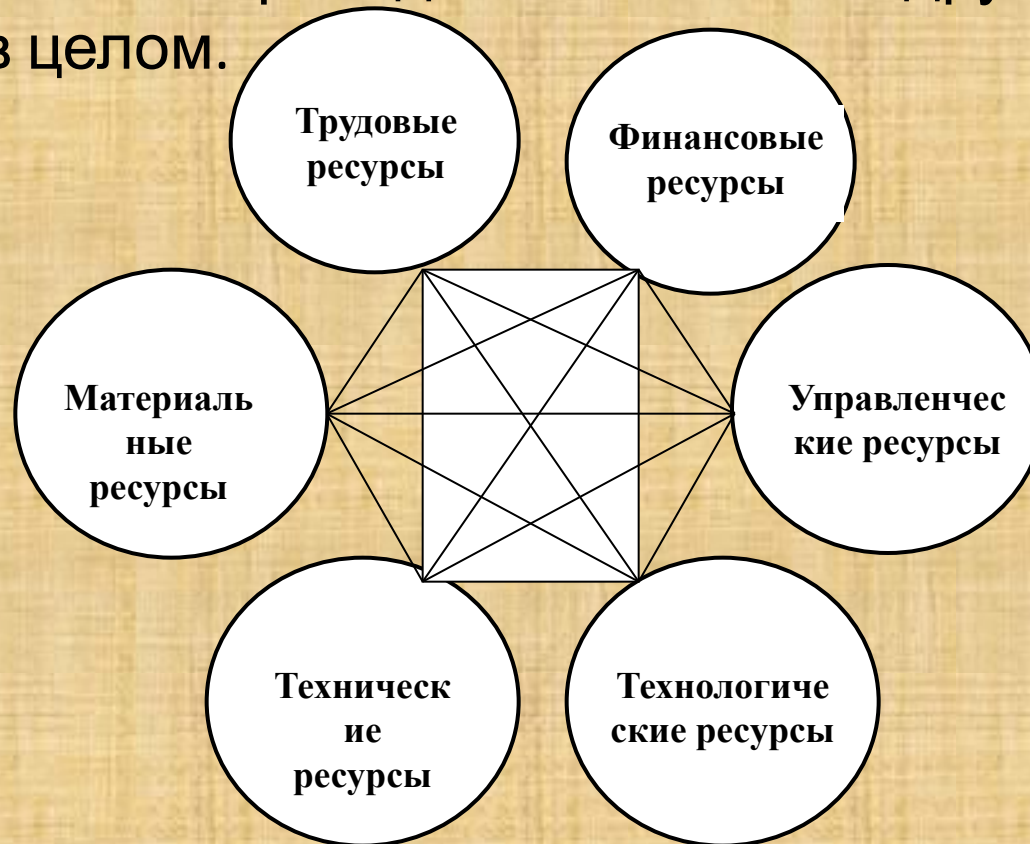 в целом.
Трудовые
ресурсы
Финансовые
ресурсы
Материаль
ные
ресурсы
Управленчес
кие ресурсы
Техническ
ие
ресурсы
Технологиче
ские ресурсы